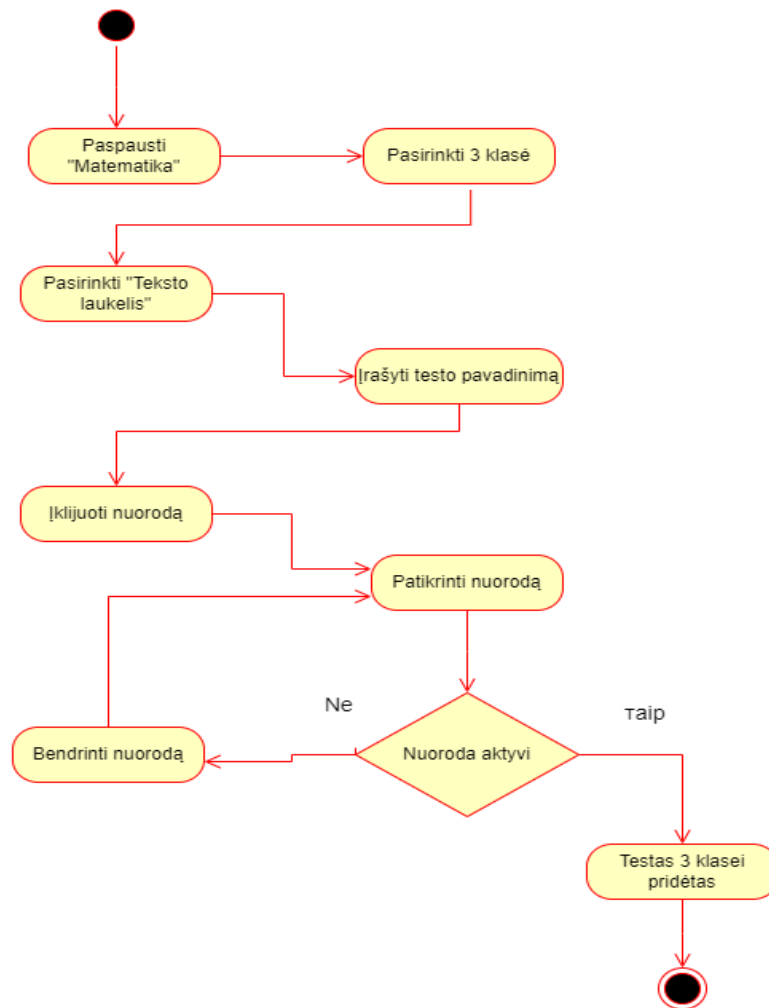 Paspausti
"Matematika"
Pasirinkti 3 klasė
Pasirinkti "Teksto
laukelis"
Įrašyti testo pavadinimą
Įklijuoti nuorodą
Patikrinti nuorodą
Ne
Taip
Bendrinti nuorodą
Nuoroda aktyvi
Testas 3 klasei
pridėtas